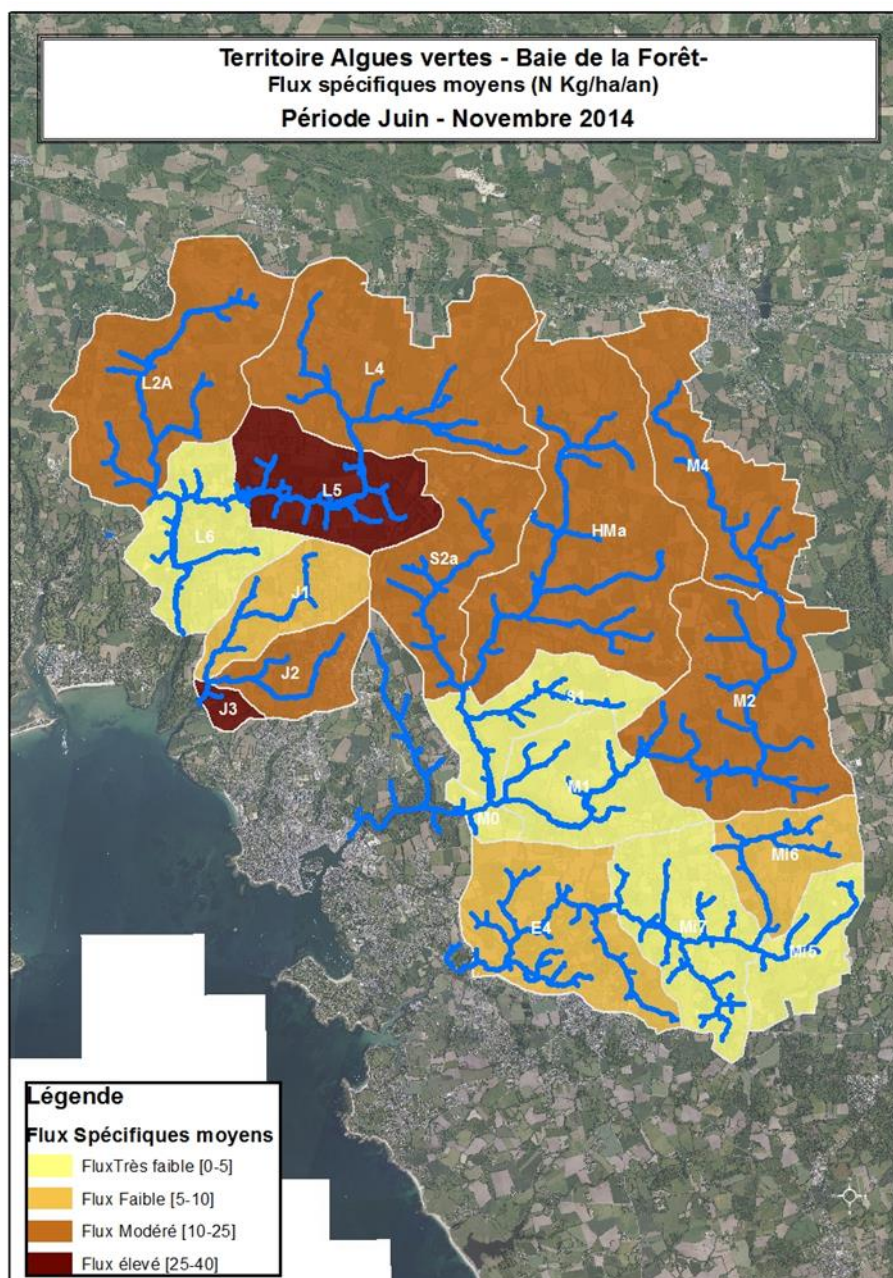 Territoire Algues vertes - Baie de la Forêt-
Flux spécifiques moyens (N Kg/ha/an)
Période Juin - Novembre 2014
L2A
L4
M4
L5
L6
HMa
S2a
J1
J2
J3
S1
M2
M1
M0
Mi6
E4
Mi7
Mi5
Légende
Flux Spécifiques moyens
FluxTrès faible [0-5]
Flux Faible [5-10]
Flux Modéré [10-25]
Flux élevé [25-40]